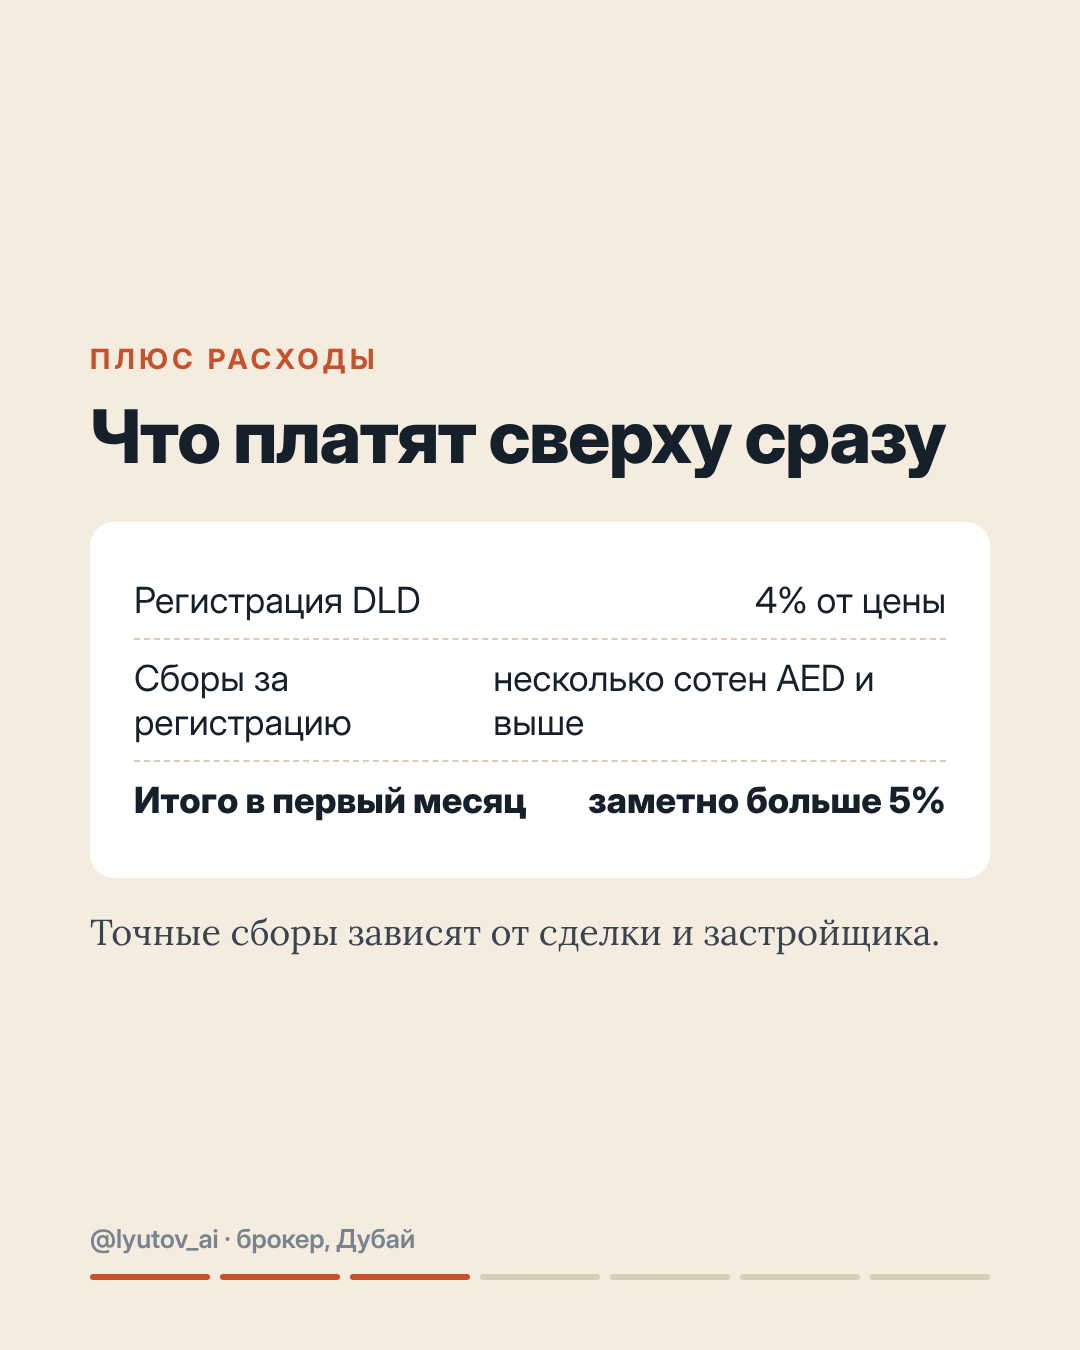 ПЛЮС РАСХОДЫ
Что платят сверху сразу
Регистрация DLD 4% от цены
Сборы за регистрацию несколько сотен AED и выше
Итого в первый месяц заметно больше 5%
Точные сборы зависят от сделки и застройщика.
@lyutov_ai · брокер, Дубай